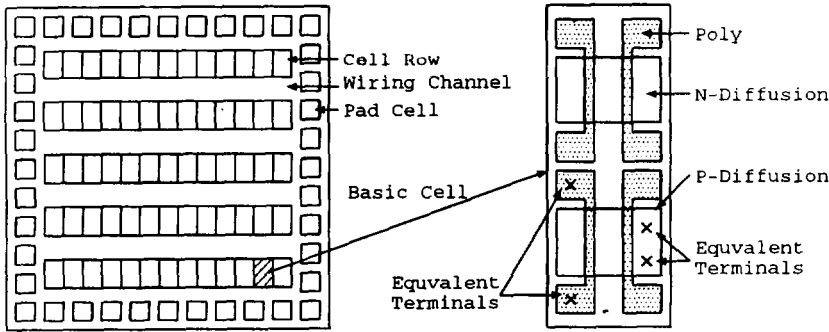 Cell Row
Wiring Channel
Pad Cell
Basic Cell
Poly
N-Diffusion
P-Diffusion
Equvalent
Terminals
Equvalent
Terminals